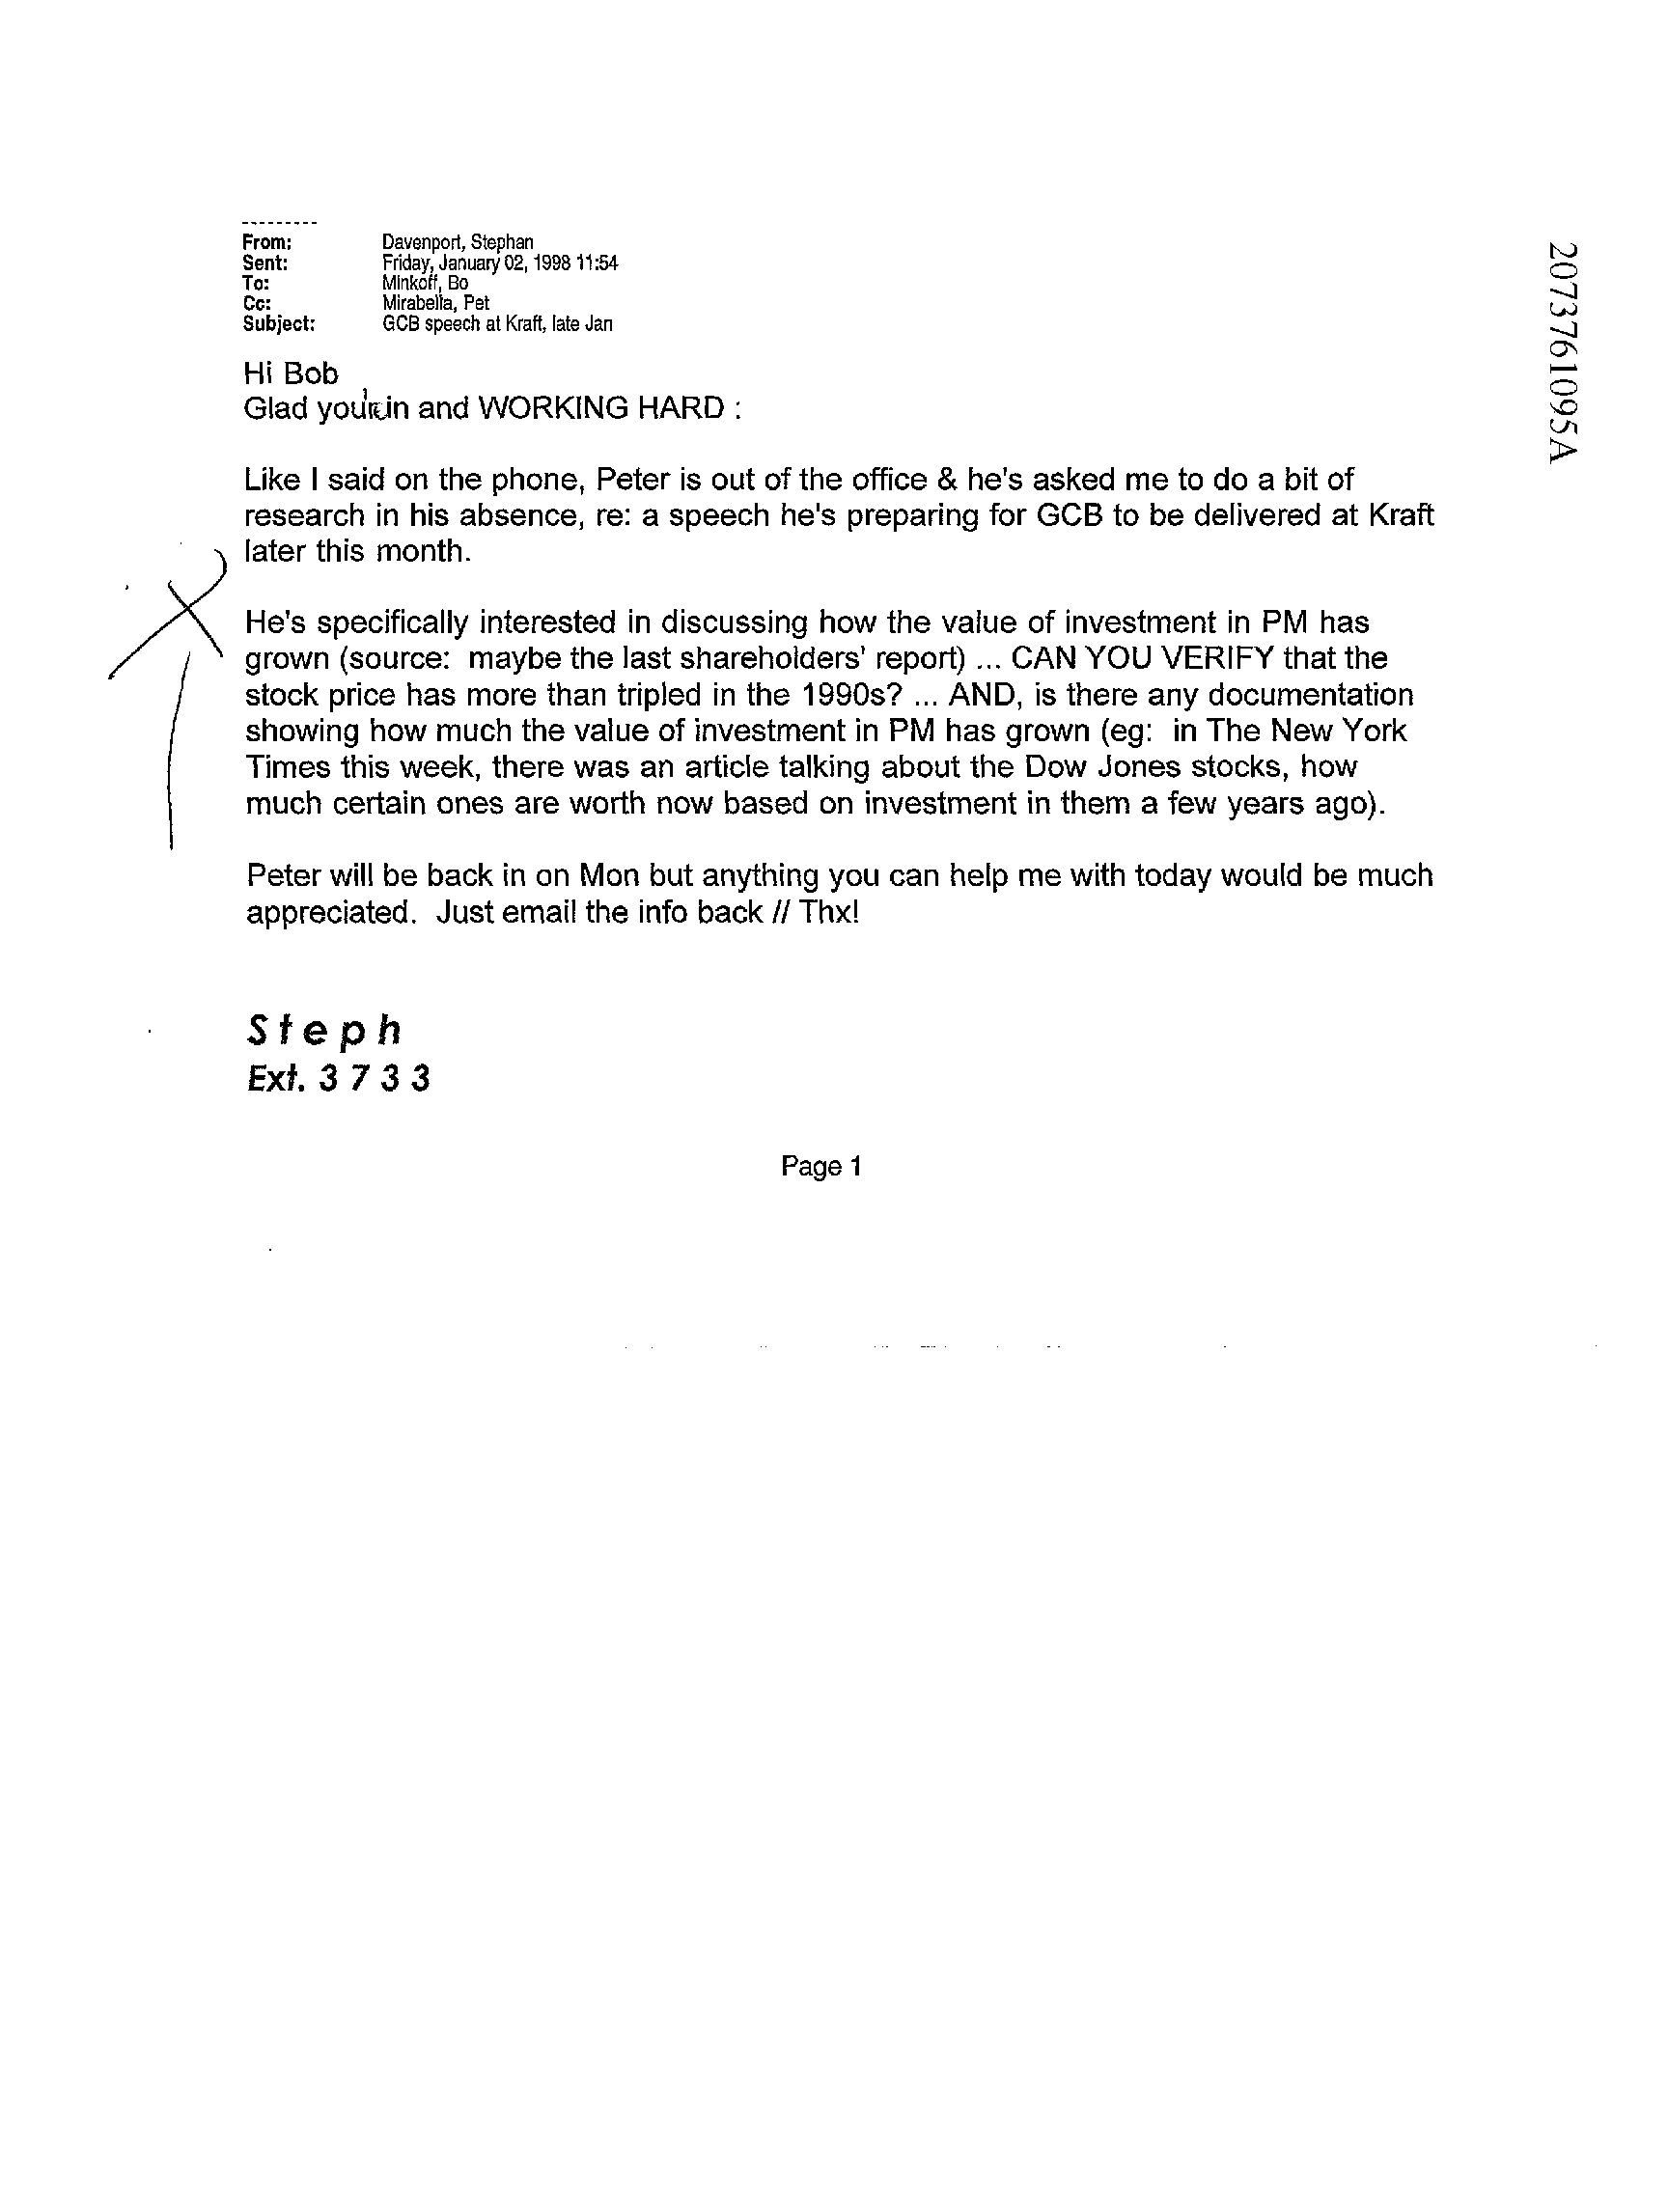 ---------
From: Davenport, Stephan
Sent: Friday, January 02, 1998 11:54
To: Minkoff, Bo
Cc: Mirabella, Pet
Subject: GCB speech at Kraft, late Jan
Hi Bob
Glad in and WORKING HARD :
Like I said on the phone, Peter is out of the office & he's asked me to do a bit of
research in his absence, re: a speech he's preparing for GCB to be delivered at Kraft
later this month.
He's specifically interested in discussing how the value of investment in PM has
grown (source: maybe the last shareholders' report) ... CAN YOU VERIFY that the
stock price has more than tripled in the 1990s? ... AND, is there any documentation
showing how much the value of investment in PM has grown (eg: in The New York
Times this week, there was an article talking about the Dow Jones stocks, how
much certain ones are worth now based on investment in them a few years ago).
Peter will be back in on Mon but anything you can help me with today would be much
appreciated. Just email the info back // Thx!
Steph
Ext. 3 7 3 3
Page 1
2073761095A